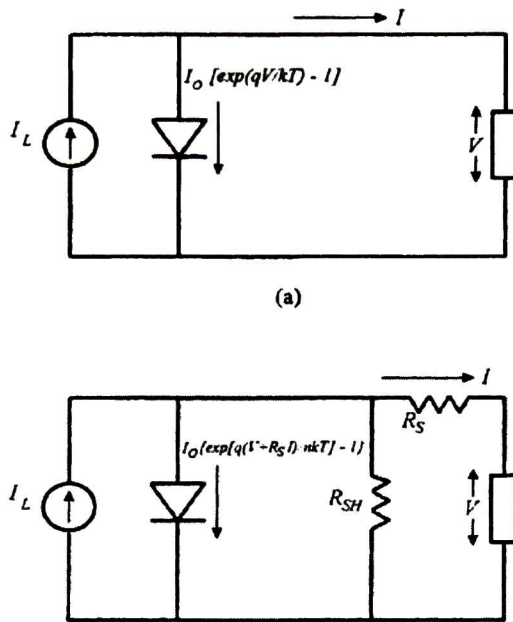 I
I_O [exp(qV/kT) - 1]
I_L
V
(a)
I
R_S
I_O{exp[q(V+R_S I)/nkT] - 1}
I_L
R_SH
V